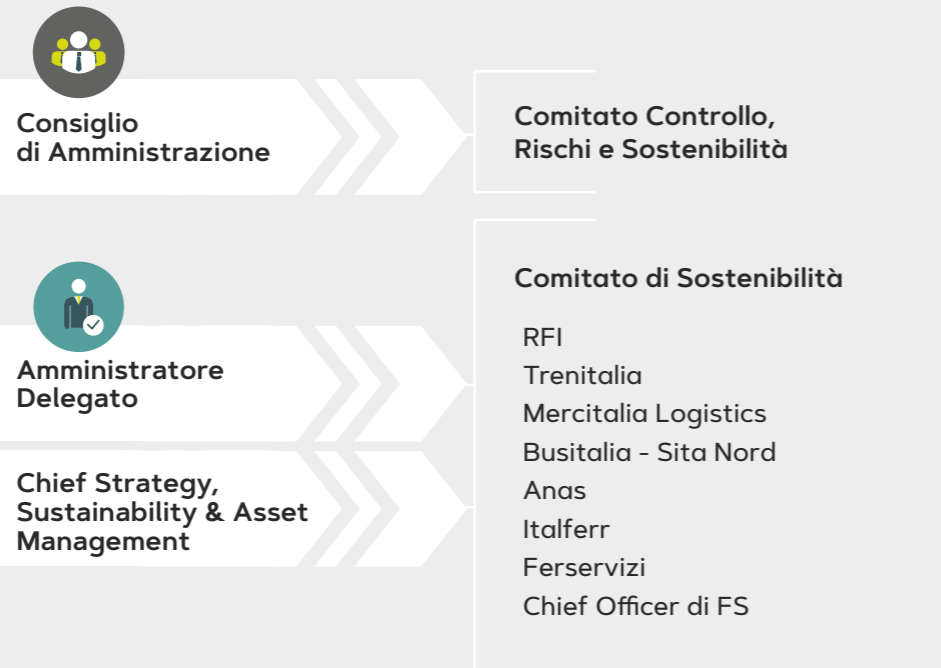 Consiglio
di Amministrazione
Comitato Controllo,
Rischi e Sostenibilità
Amministratore
Delegato
Chief Strategy,
Sustainability & Asset
Management
Comitato di Sostenibilità
RFI
Trenitalia
Mercitalia Logistics
Busitalia - Sita Nord
Anas
Italferr
Ferservizi
Chief Officer di FS